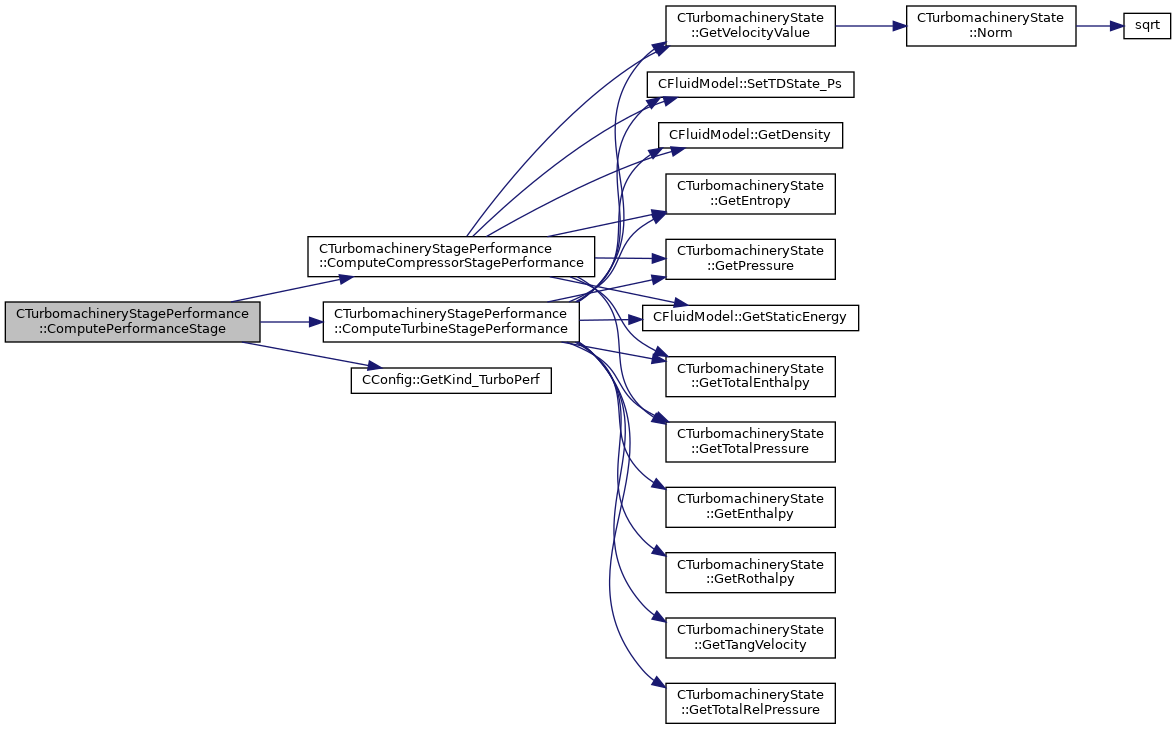 CTurbomachineryStagePerformance
::ComputePerformanceStage
CTurbomachineryStagePerformance
::ComputeCompressorStagePerformance
CTurbomachineryStagePerformance
::ComputeTurbineStagePerformance
CConfig::GetKind_TurboPerf
CTurbomachineryState
::GetVelocityValue
CTurbomachineryState
::Norm
sqrt
CFluidModel::SetTDState_Ps
CFluidModel::GetDensity
CTurbomachineryState
::GetEntropy
CTurbomachineryState
::GetPressure
CFluidModel::GetStaticEnergy
CTurbomachineryState
::GetTotalEnthalpy
CTurbomachineryState
::GetTotalPressure
CTurbomachineryState
::GetEnthalpy
CTurbomachineryState
::GetRothalpy
CTurbomachineryState
::GetTangVelocity
CTurbomachineryState
::GetTotalRelPressure